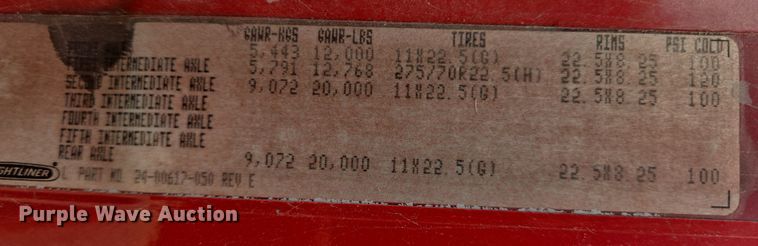 GAWR-KGS GAWR-LBS TIRES RIMS PSI COLD
5,443 12,000 11X22.5(G) 22.5X8.25 100
FIRST INTERMEDIATE AXLE 5,791 12,768 275/70R22.5(H) 22.5X8.25 120
SECOND INTERMEDIATE AXLE 9,072 20,000 11X22.5(G) 22.5X8.25 100
THIRD INTERMEDIATE AXLE
FOURTH INTERMEDIATE AXLE
FIFTH INTERMEDIATE AXLE
REAR AXLE 9,072 20,000 11X22.5(G) 22.5X8.25 100
GHTLINER PART NO. 24-00617-050 REV E
Purple Wave Auction